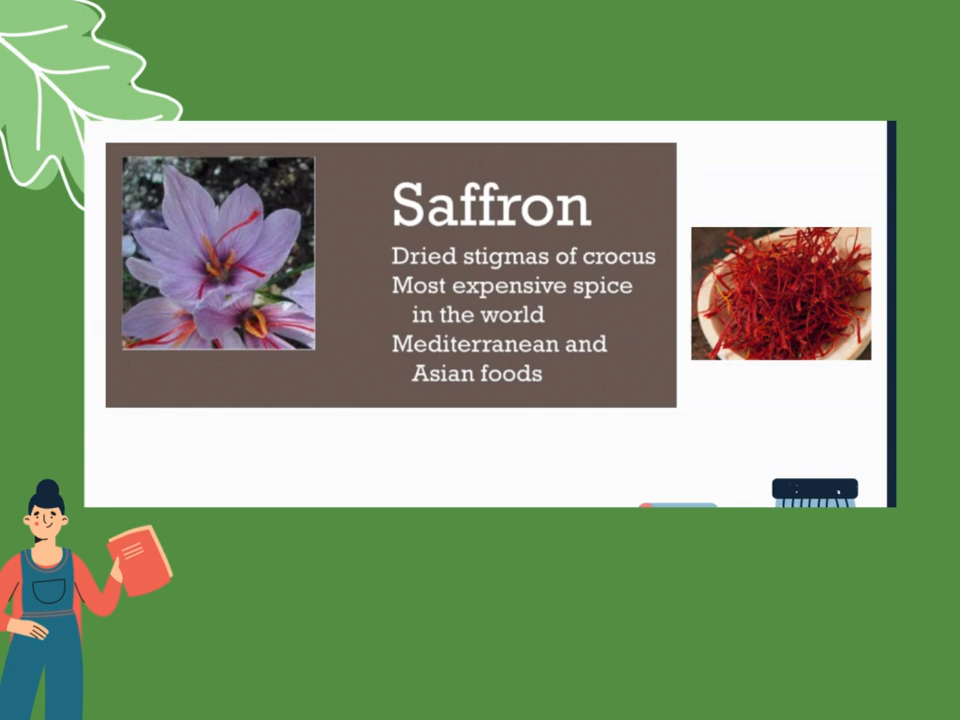 Saffron
Dried stigmas of crocus
Most expensive spice
in the world
Mediterranean and
Asian foods